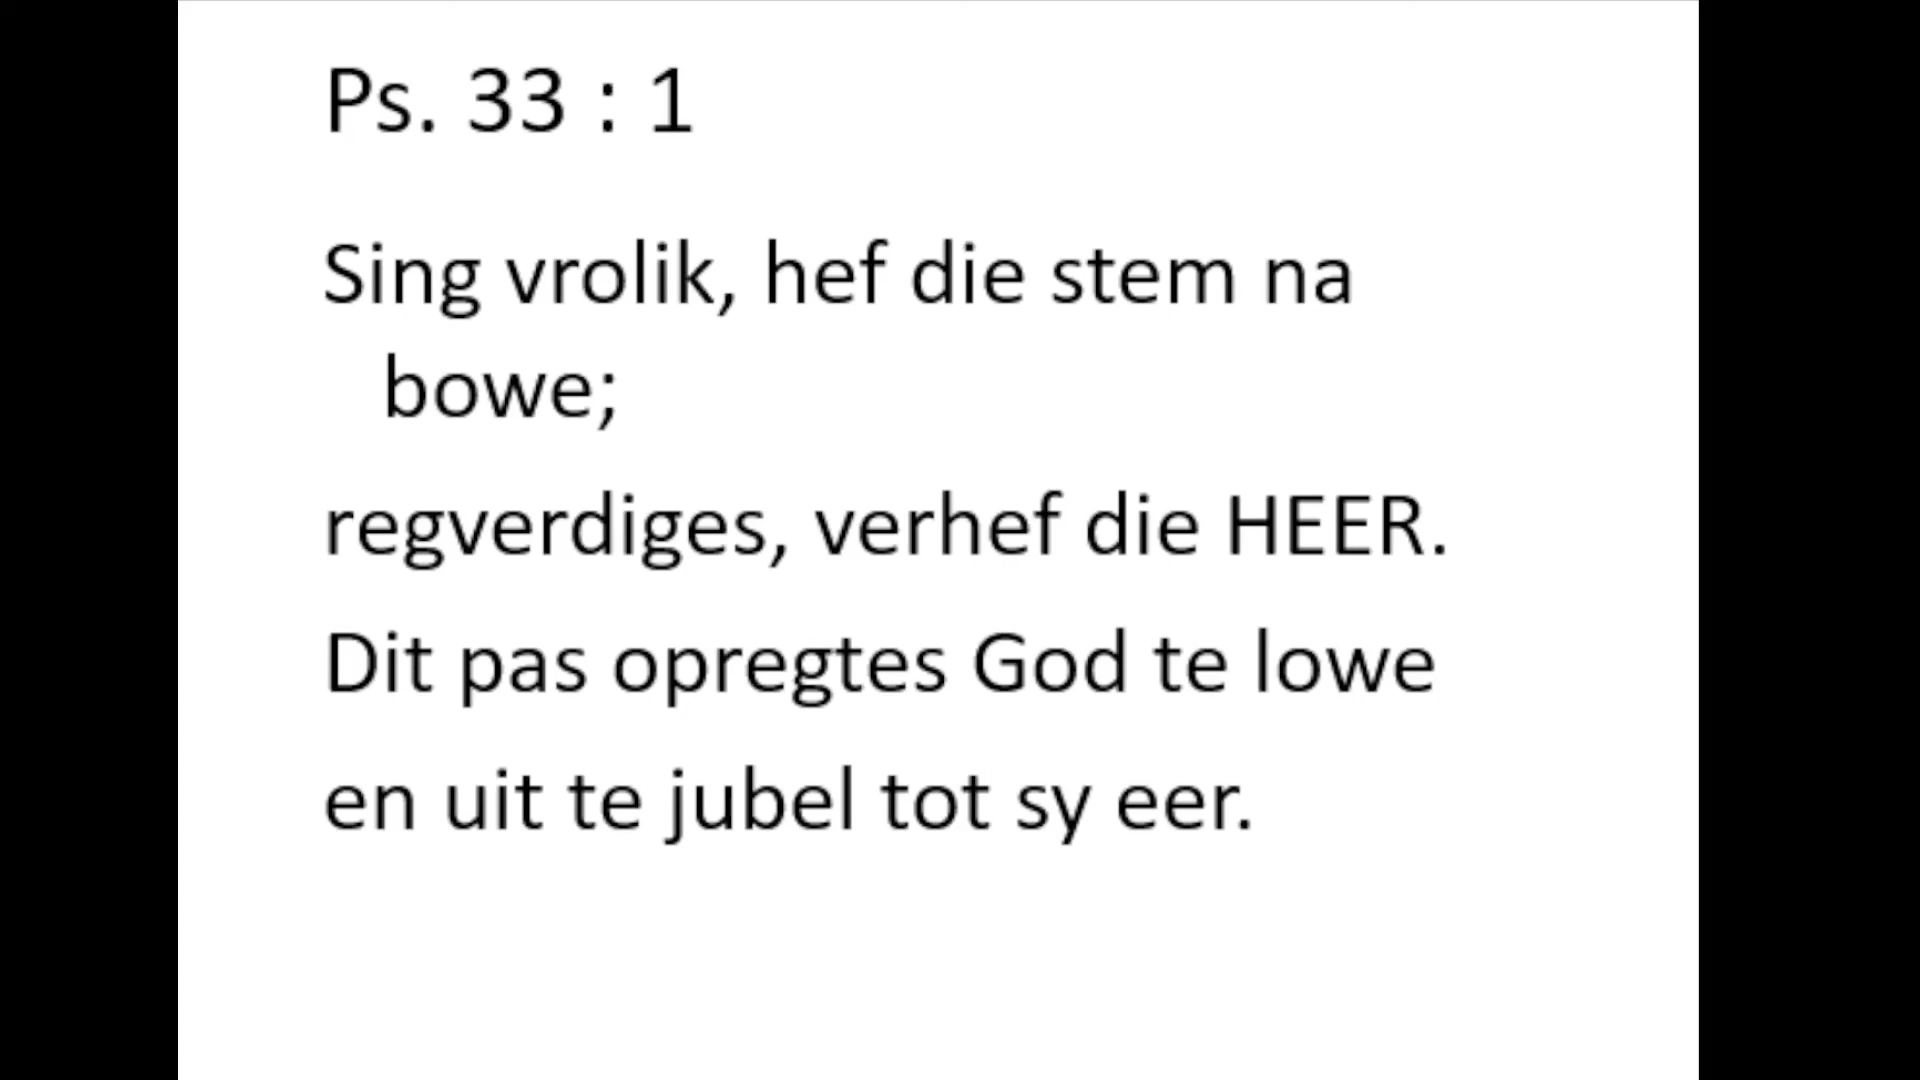 Ps. 33 : 1
Sing vrolik, hef die stem na
bowe;
regverdiges, verhef die HEER.
Dit pas opregtes God te lowe
en uit te jubel tot sy eer.